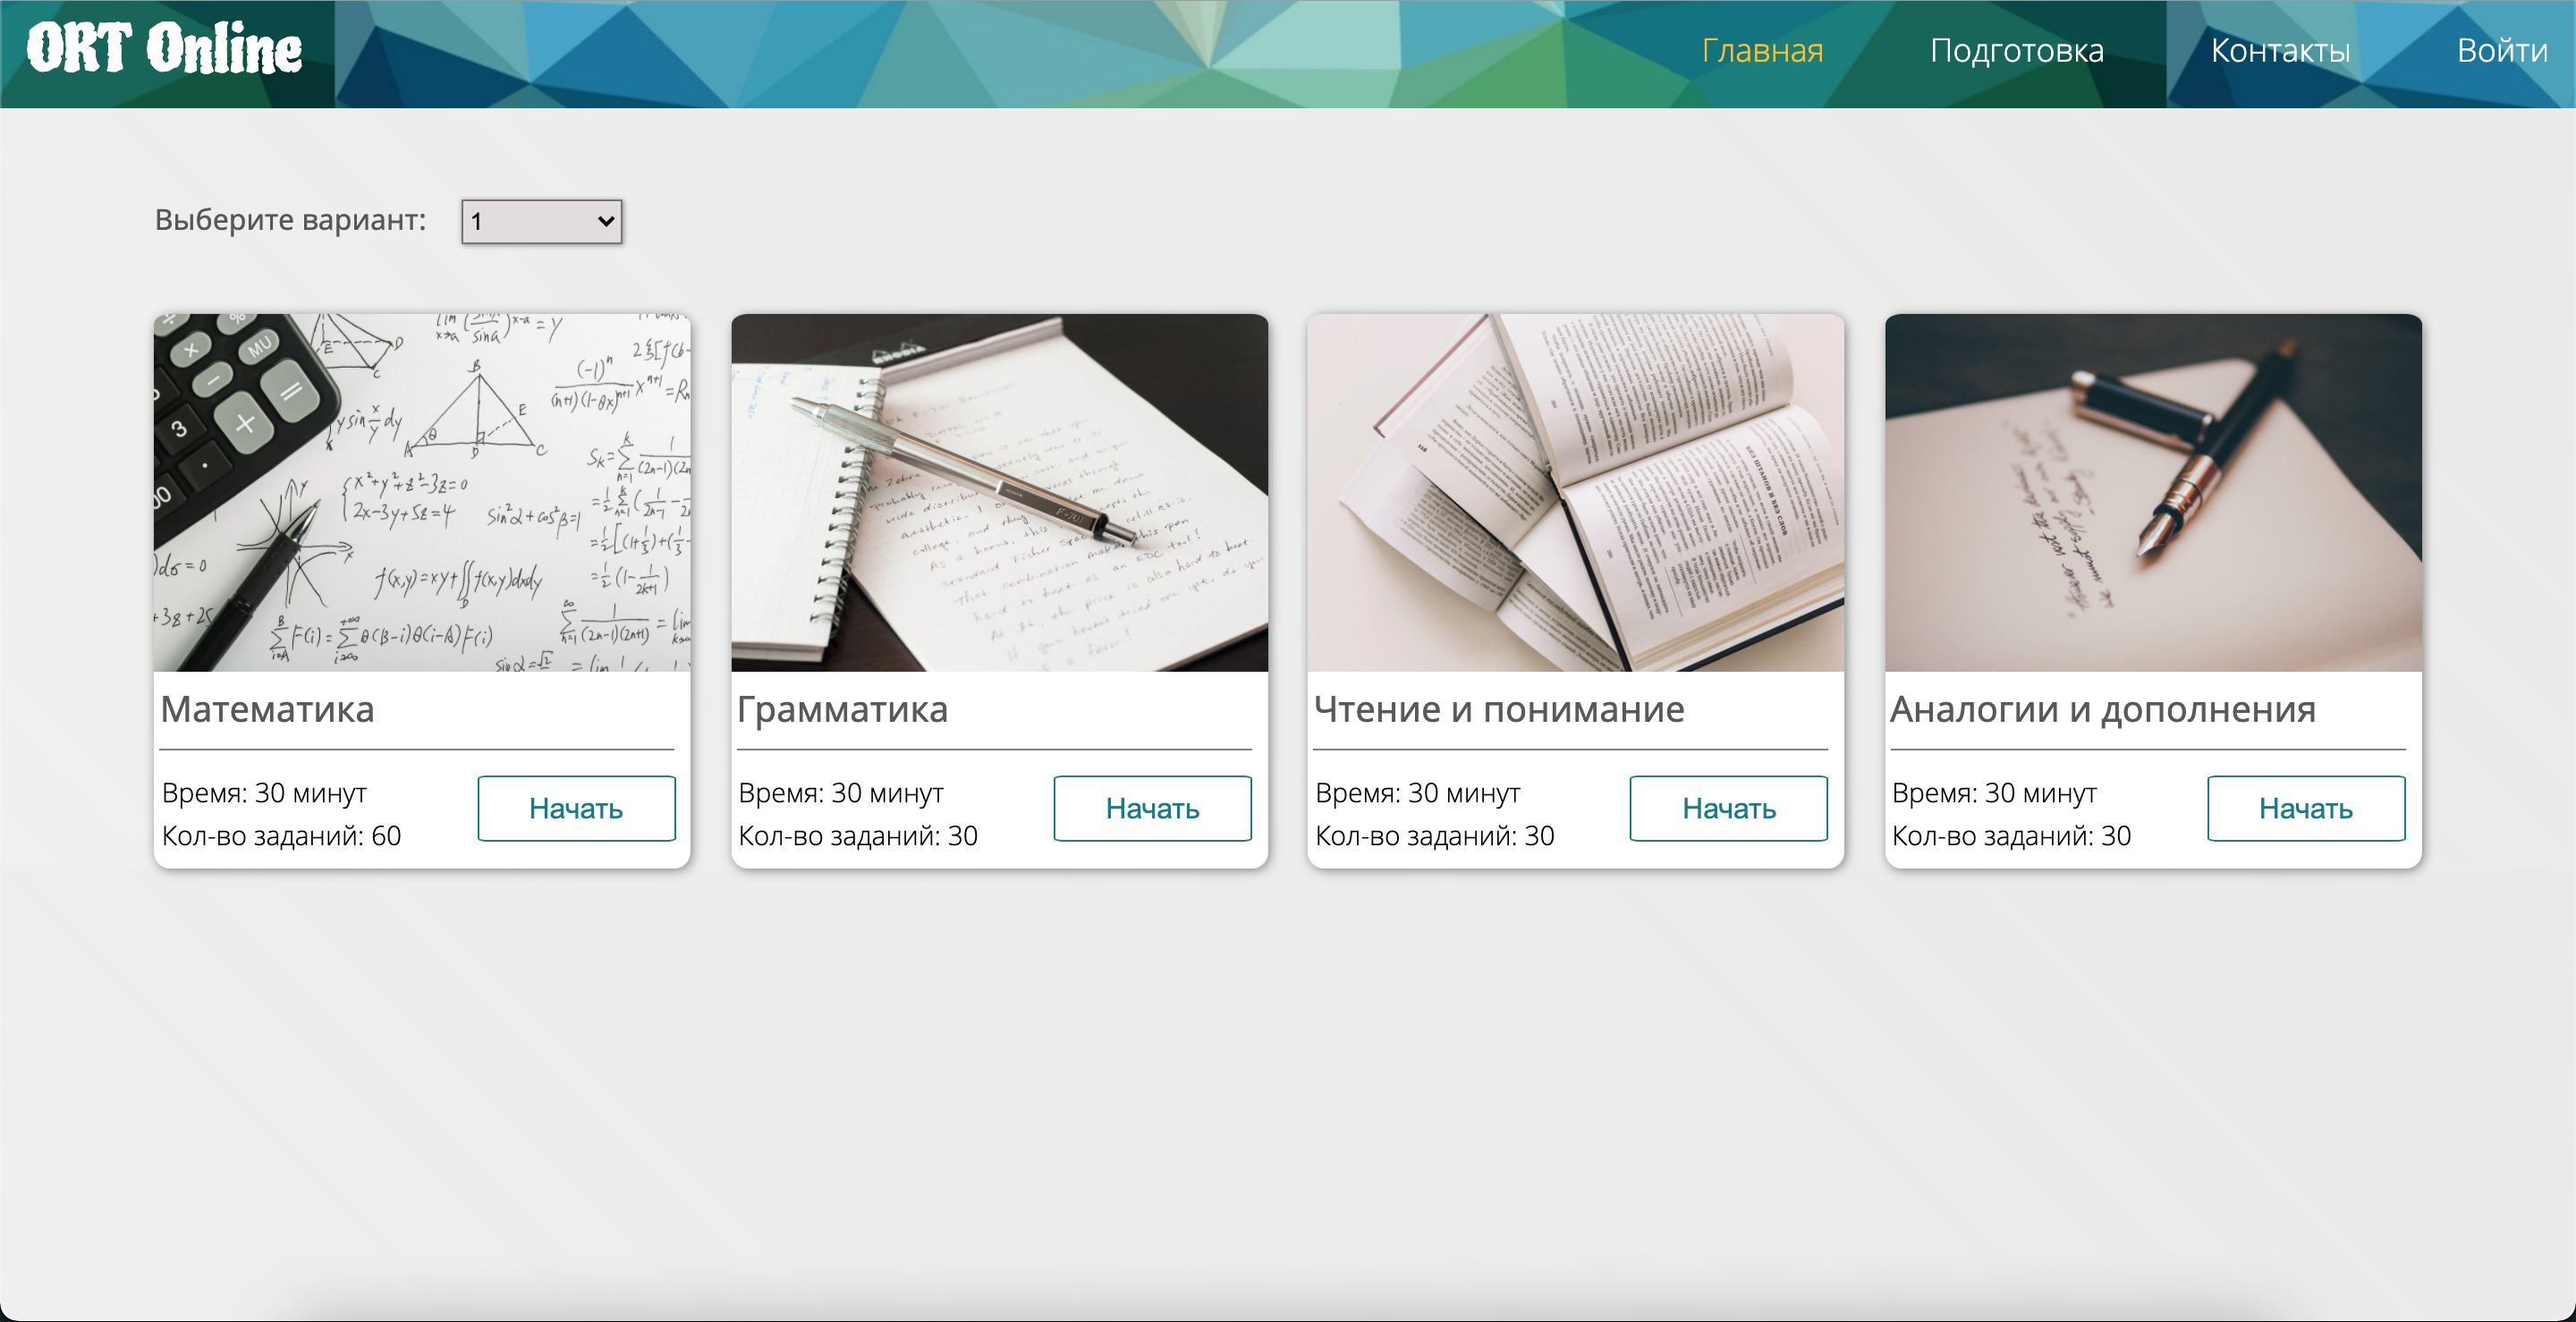 ORT Online
Главная
Подготовка
Контакты
Войти
Выберите вариант:
1
Математика
Время: 30 минут
Кол-во заданий: 60
Начать
Грамматика
Время: 30 минут
Кол-во заданий: 30
Начать
Чтение и понимание
Время: 30 минут
Кол-во заданий: 30
Начать
Аналогии и дополнения
Время: 30 минут
Кол-во заданий: 30
Начать